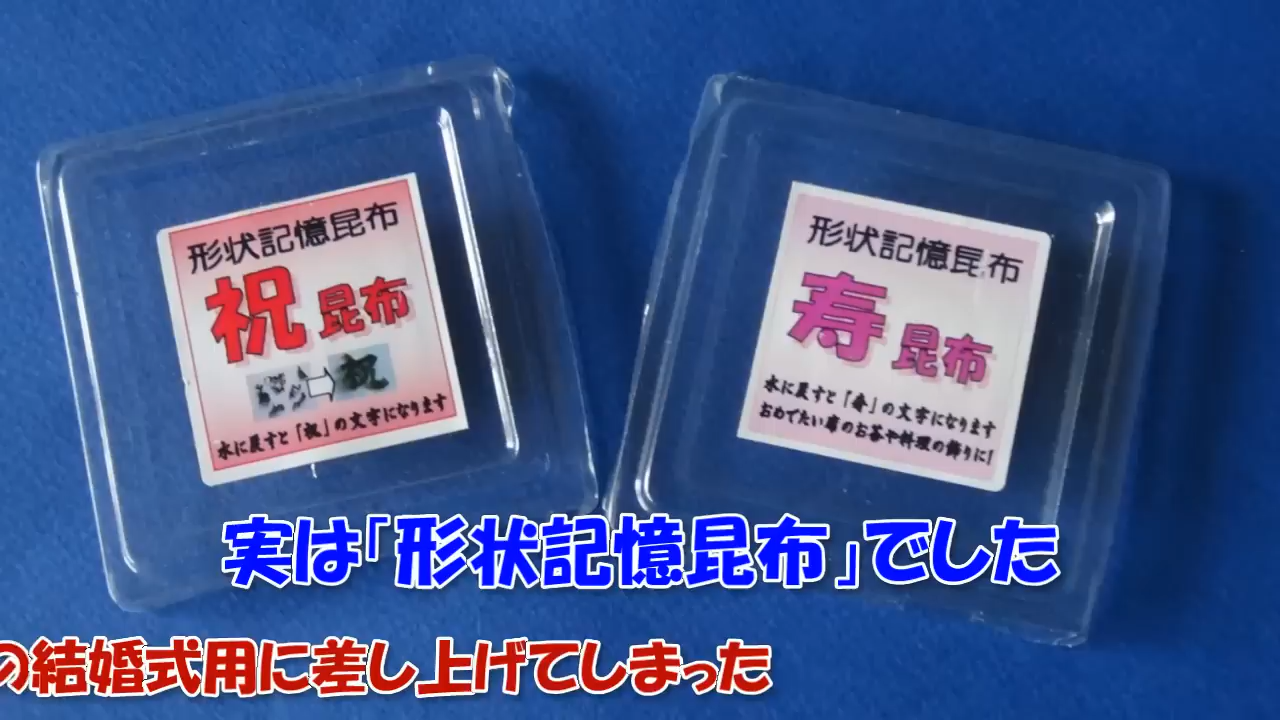 形状記憶昆布
祝昆布
祝
水に戻すと「祝」の文字になります
形状記憶昆布
寿昆布
水に戻すと「寿」の文字になります
おめでたい席のお茶や料理の飾りに!
実は「形状記憶昆布」でした
の結婚式用に差し上げてしまった